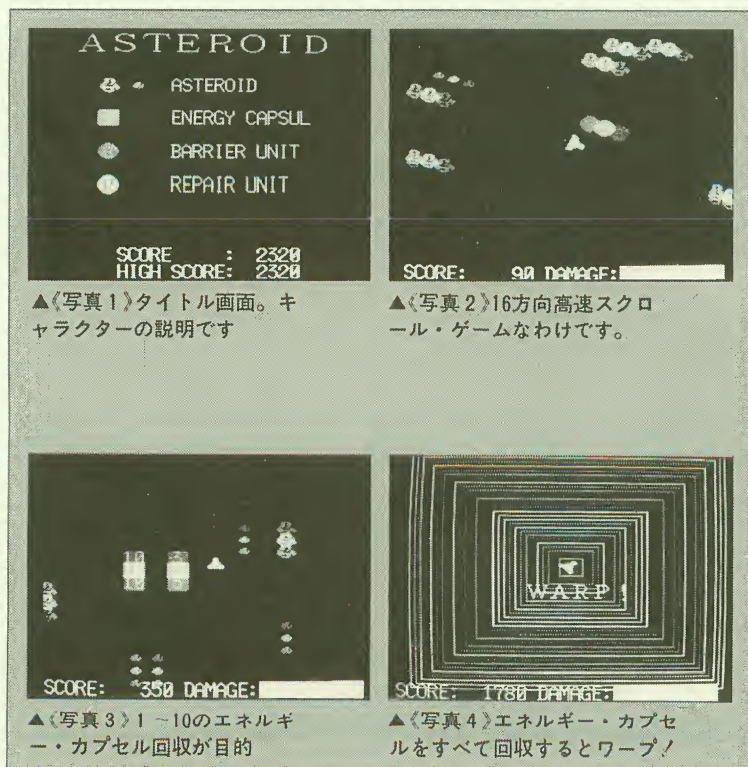 ASTEROID
ASTEROID
ENERGY CAPSUL
BARRIER UNIT
REPAIR UNIT
SCORE : 2320
HIGH SCORE: 2320
▲《写真1》タイトル画面。キ
ャラクターの説明です
SCORE: 90 DAMAGE:
▲《写真2》16方向高速スクロ
ール・ゲームなわけです。
SCORE: 350 DAMAGE:
▲《写真3》1~10のエネルギ
ー・カプセル回収が目的
WARP !
SCORE: 1780 DAMAGE:
▲《写真4》エネルギー・カプセ
ルをすべて回収するとワープ!